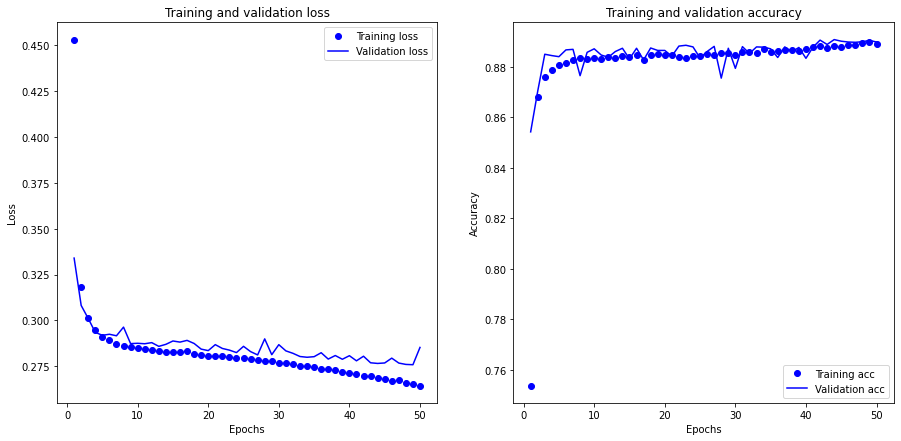 Training and validation loss
Training loss
Validation loss
0.450
0.425
0.400
0.375
0.350
0.325
0.300
0.275
Loss
0 10 20 30 40 50
Epochs
Training and validation accuracy
0.88
0.86
0.84
0.82
0.80
0.78
0.76
Accuracy
Training acc
Validation acc
0 10 20 30 40 50
Epochs